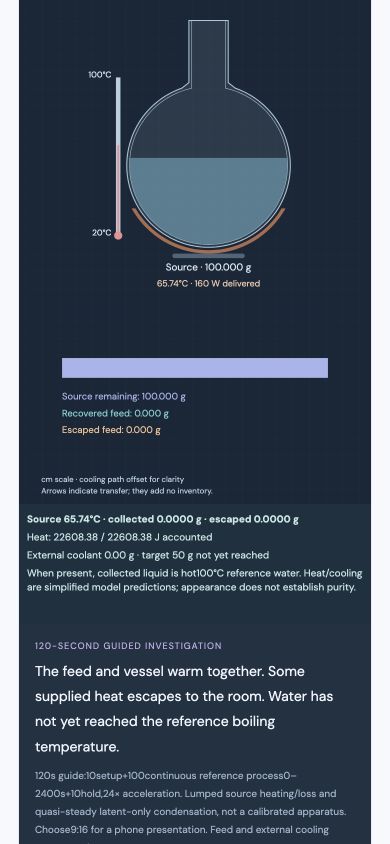 100°C
20°C
Source · 100.000 g
65.74°C · 160 W delivered
Source remaining: 100.000 g
Recovered feed: 0.000 g
Escaped feed: 0.000 g
cm scale · cooling path offset for clarity
Arrows indicate transfer; they add no inventory.
Source 65.74°C · collected 0.0000 g · escaped 0.0000 g
Heat: 22608.38 / 22608.38 J accounted
External coolant 0.00 g · target 50 g not yet reached
When present, collected liquid is hot100°C reference water. Heat/cooling
are similar model predictions; appearance does not establish purity.
120-SECOND GUIDED INVESTIGATION
The feed and vessel warm together. Some
supplied heat escapes to the room. Water has
not yet reached the reference boiling
temperature.
120s guide:10setup+100continuous reference process0–
2400s+10hold,24× acceleration. Lumped source heating/loss and
quasi-steady latent-only condensation, not a calibrated apparatus.
Choose9:16 for a phone presentation. Feed and external cooling